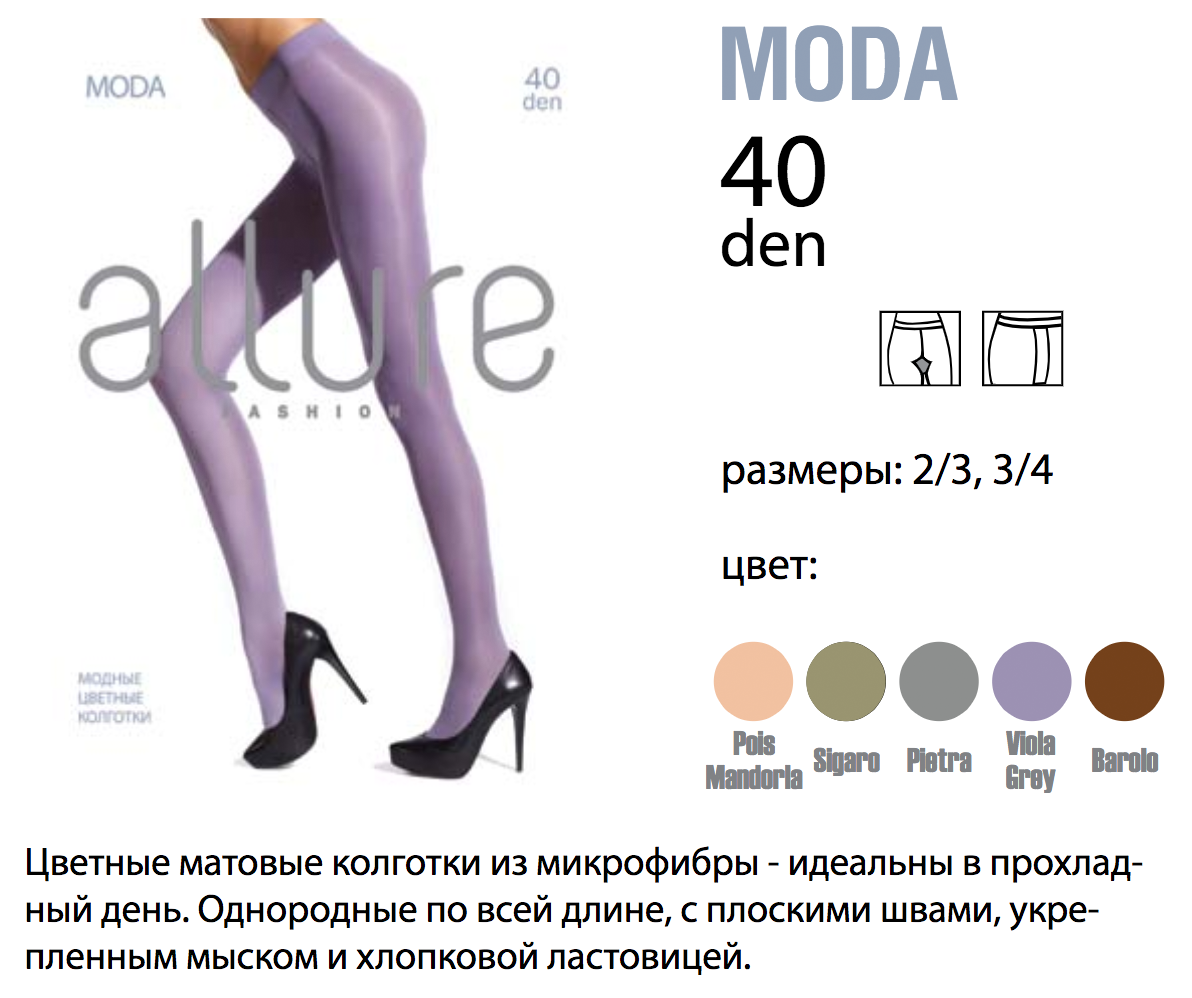 MODA
40
den
allure
FASHION
МОДНЫЕ
ЦВЕТНЫЕ
КОЛГОТКИ
MODA
40
den
размеры: 2/3, 3/4
цвет:
Pois
Mandorla
Sigaro
Pietra
Viola
Grey
Barolo
Цветные матовые колготки из микрофибры - идеальны в прохлад-
ный день. Однородные по всей длине, с плоскими швами, укре-
пленным мыском и хлопковой ластовицей.